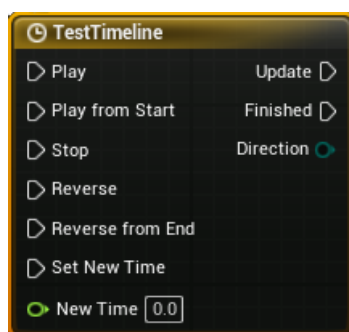 TestTimeline
Play Update
Play from Start Finished
Stop Direction
Reverse
Reverse from End
Set New Time
New Time 0.0